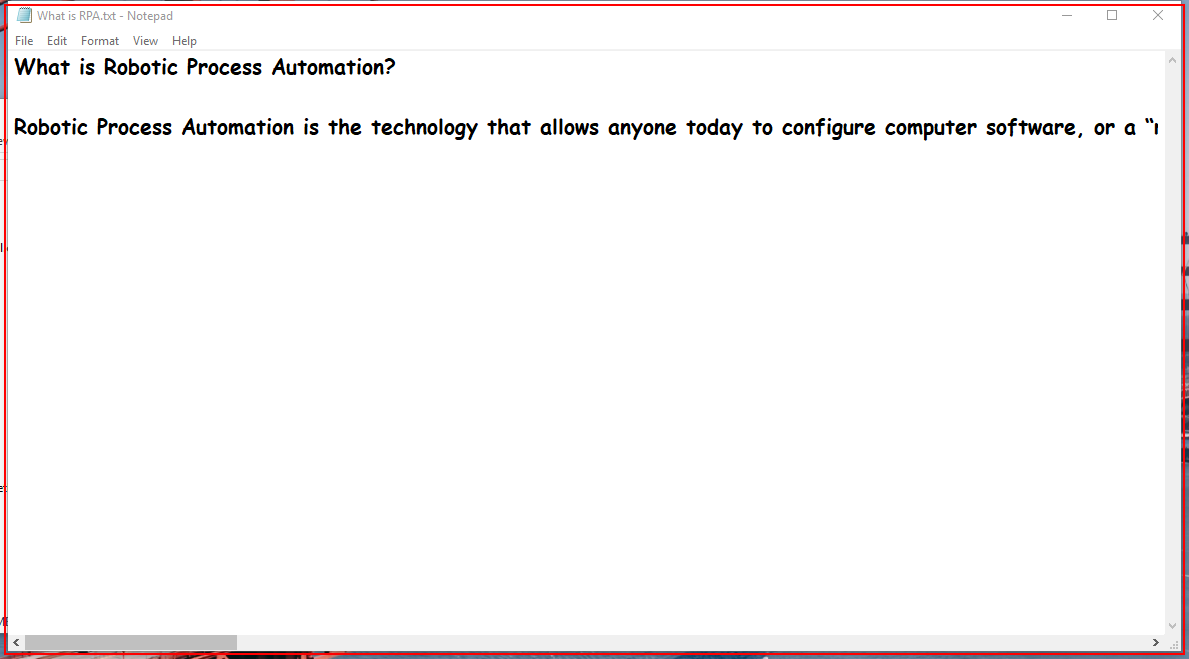 What is RPA.txt - Notepad
File Edit Format View Help
What is Robotic Process Automation?
Robotic Process Automation is the technology that allows anyone today to configure computer software, or a “